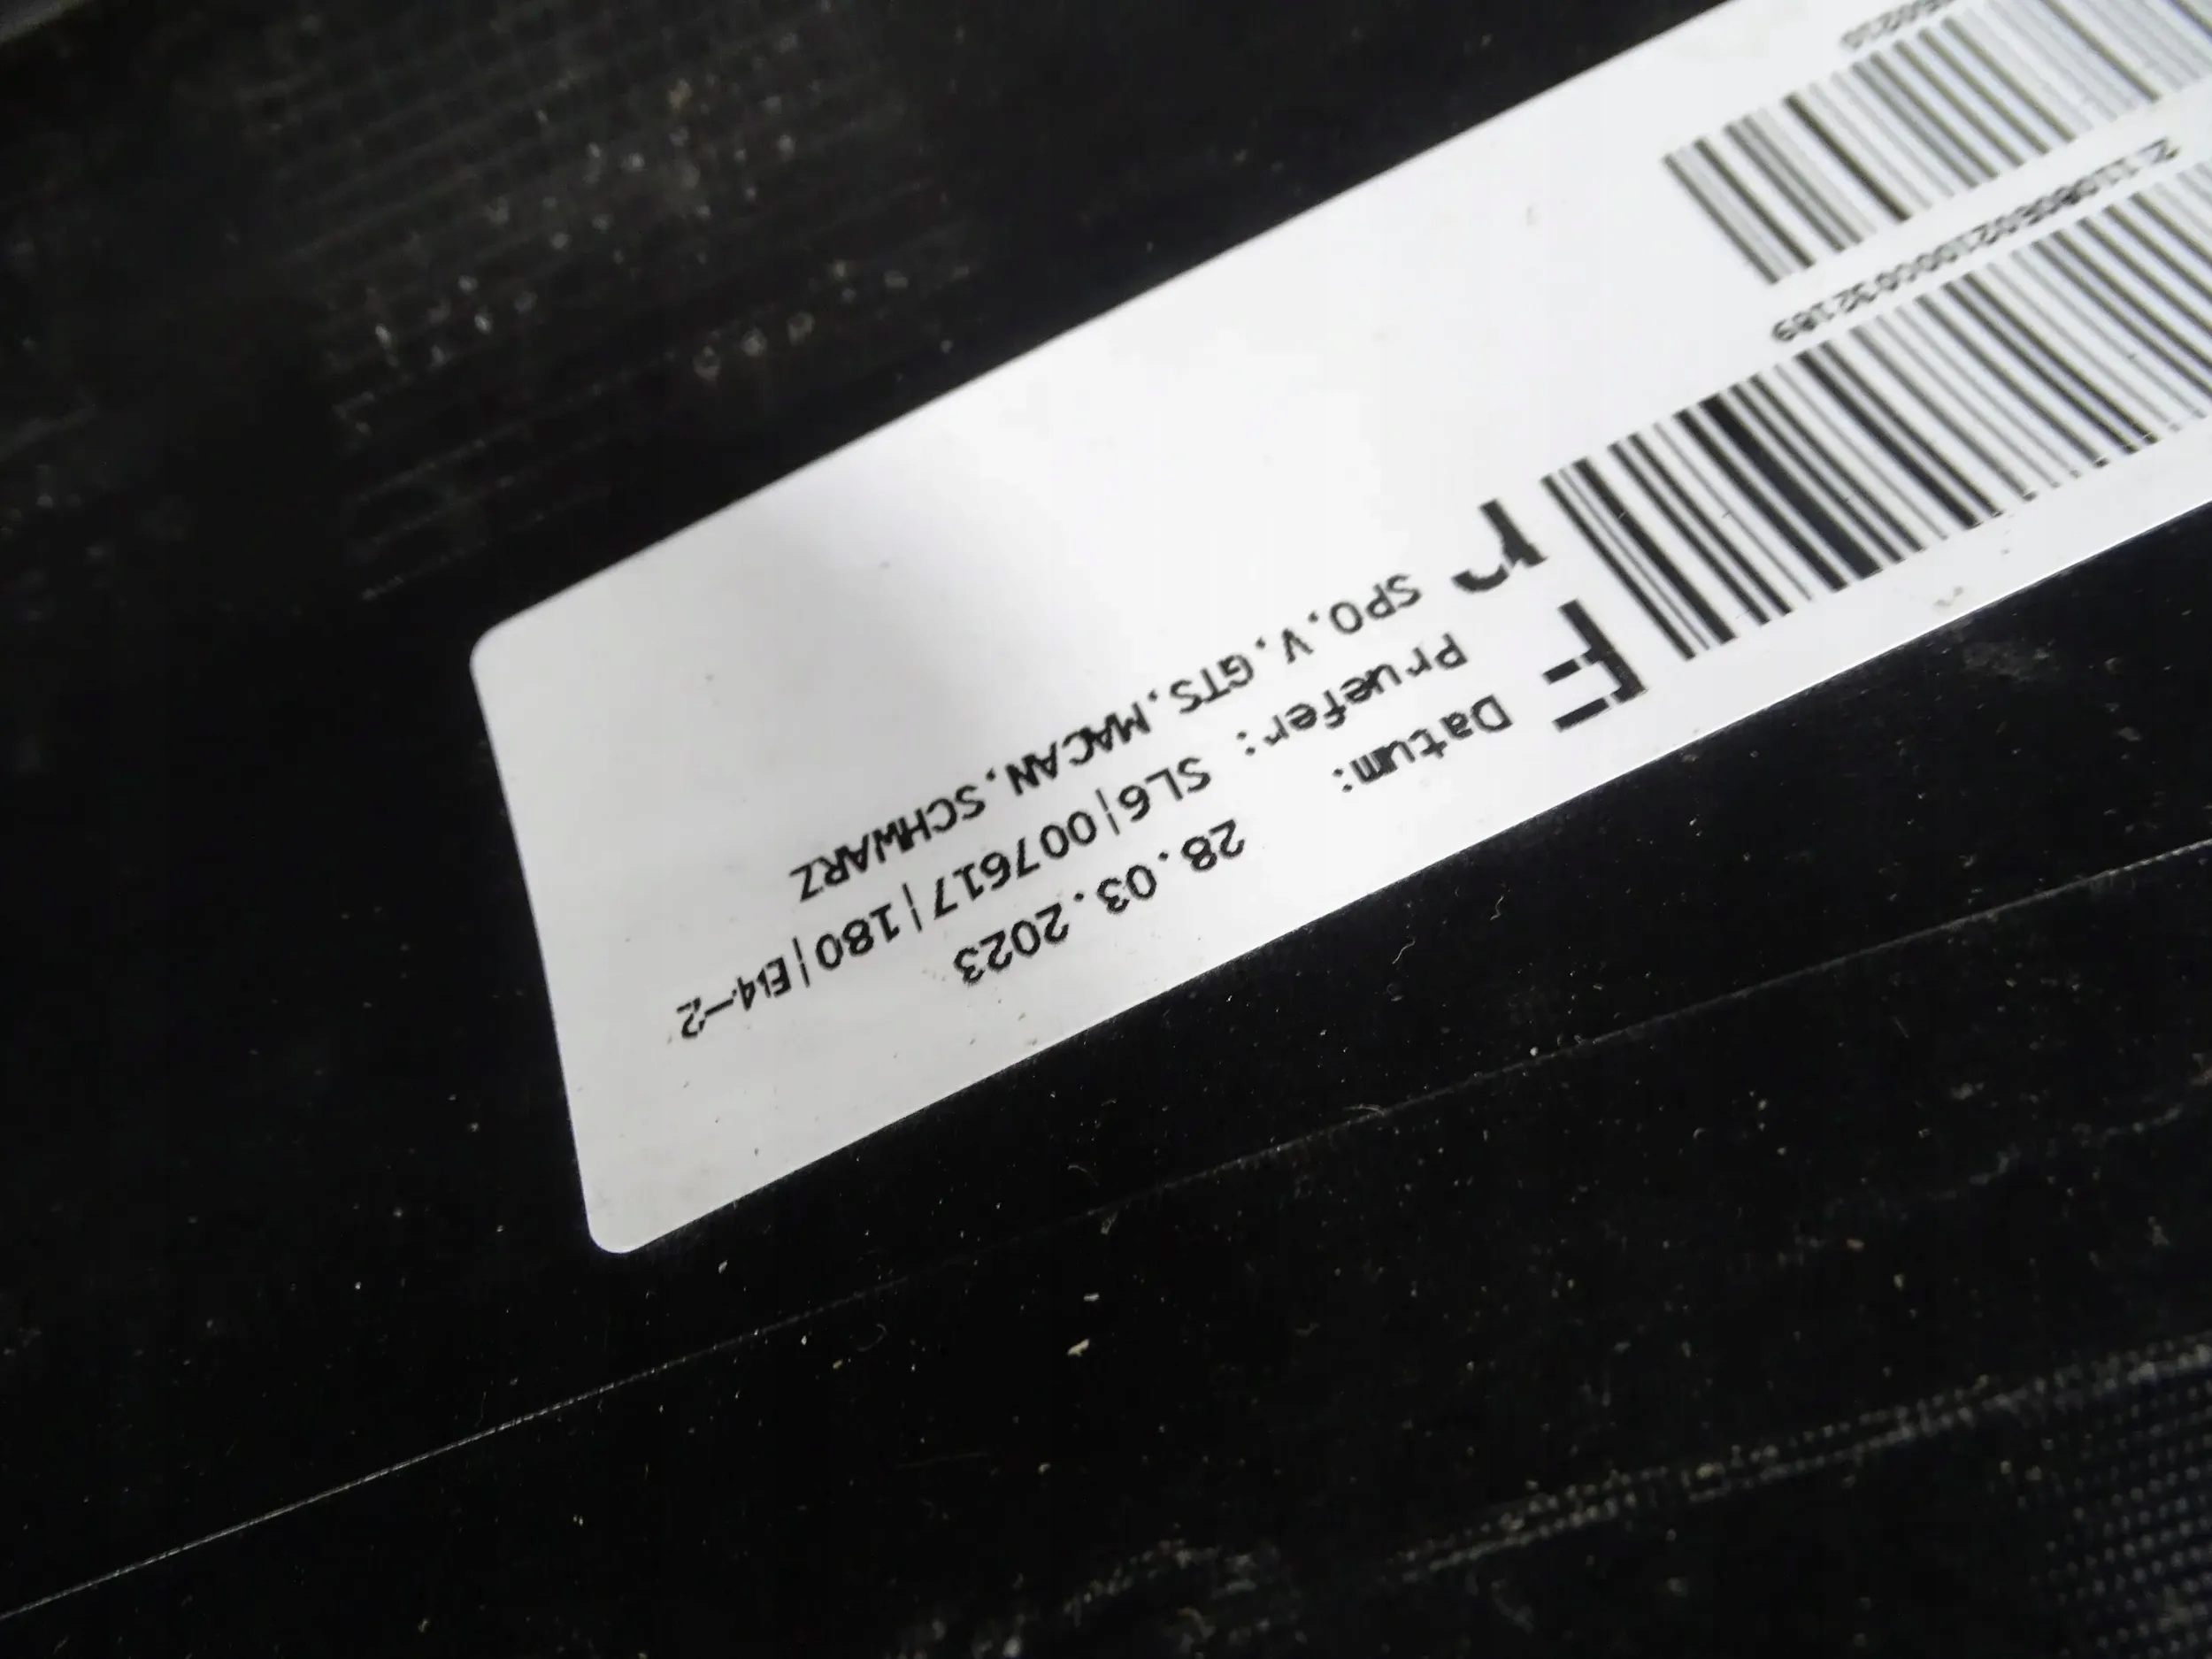 F
Datum: 28.03.2023
Pruefer: SL6|007617|180|E14-2
SPO.V.GTS.MACAN.SCHWARZ